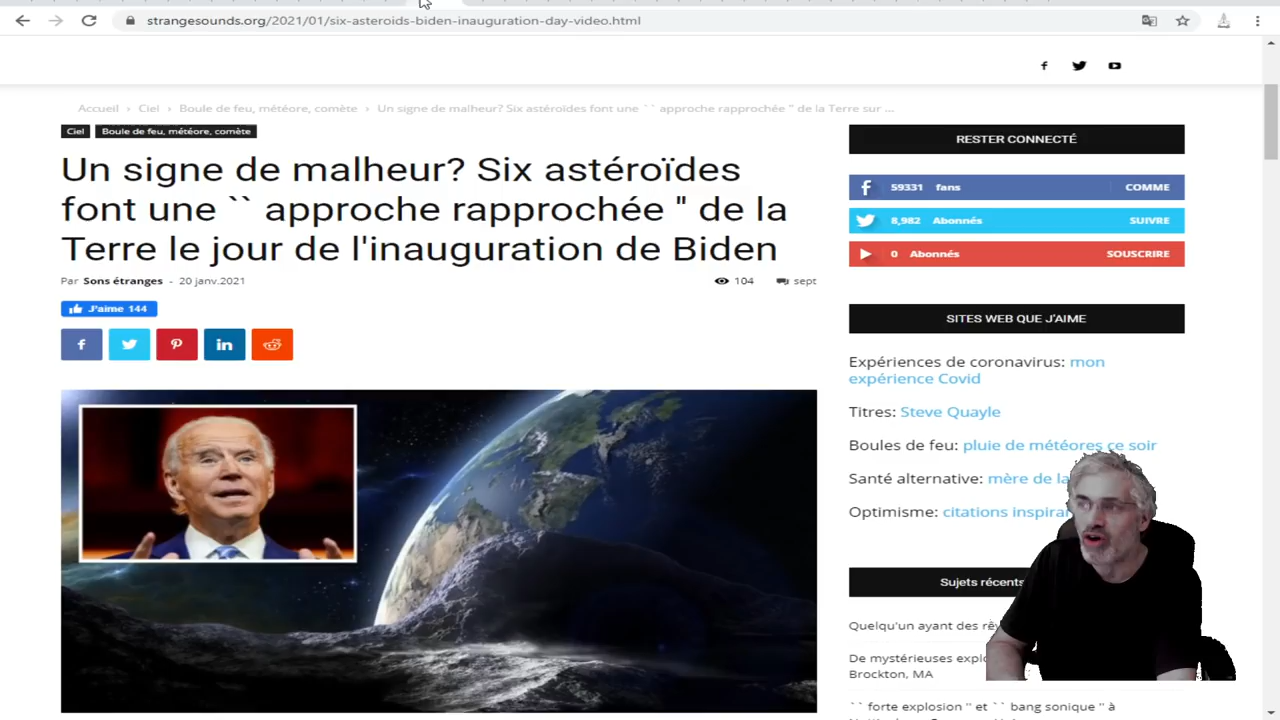 strangesounds.org/2021/01/six-asteroids-biden-inauguration-day-video.html
Accueil › Ciel › Boule de feu, météore, comète › Un signe de malheur? Six astéroïdes font une `` approche rapprochée '' de la Terre sur ...
Ciel
Boule de feu, météore, comète
Un signe de malheur? Six astéroïdes
font une `` approche rapprochée '' de la
Terre le jour de l'inauguration de Biden
Par Sons étranges - 20 janv.2021
104
sept
J'aime 144
RESTER CONNECTÉ
59331 fans COMME
8,982 Abonnés SUIVRE
0 Abonnés SOUSCRIRE
SITES WEB QUE J'AIME
Expériences de coronavirus: mon
expérience Covid
Titres: Steve Quayle
Boules de feu: pluie de météores ce soir
Santé alternative: mère de la
Optimisme: citations
Sujets récents
Quelqu'un ayant des
De mystérieuses
Brockton, MA
`` forte explosion '' et `` bang sonique '' à